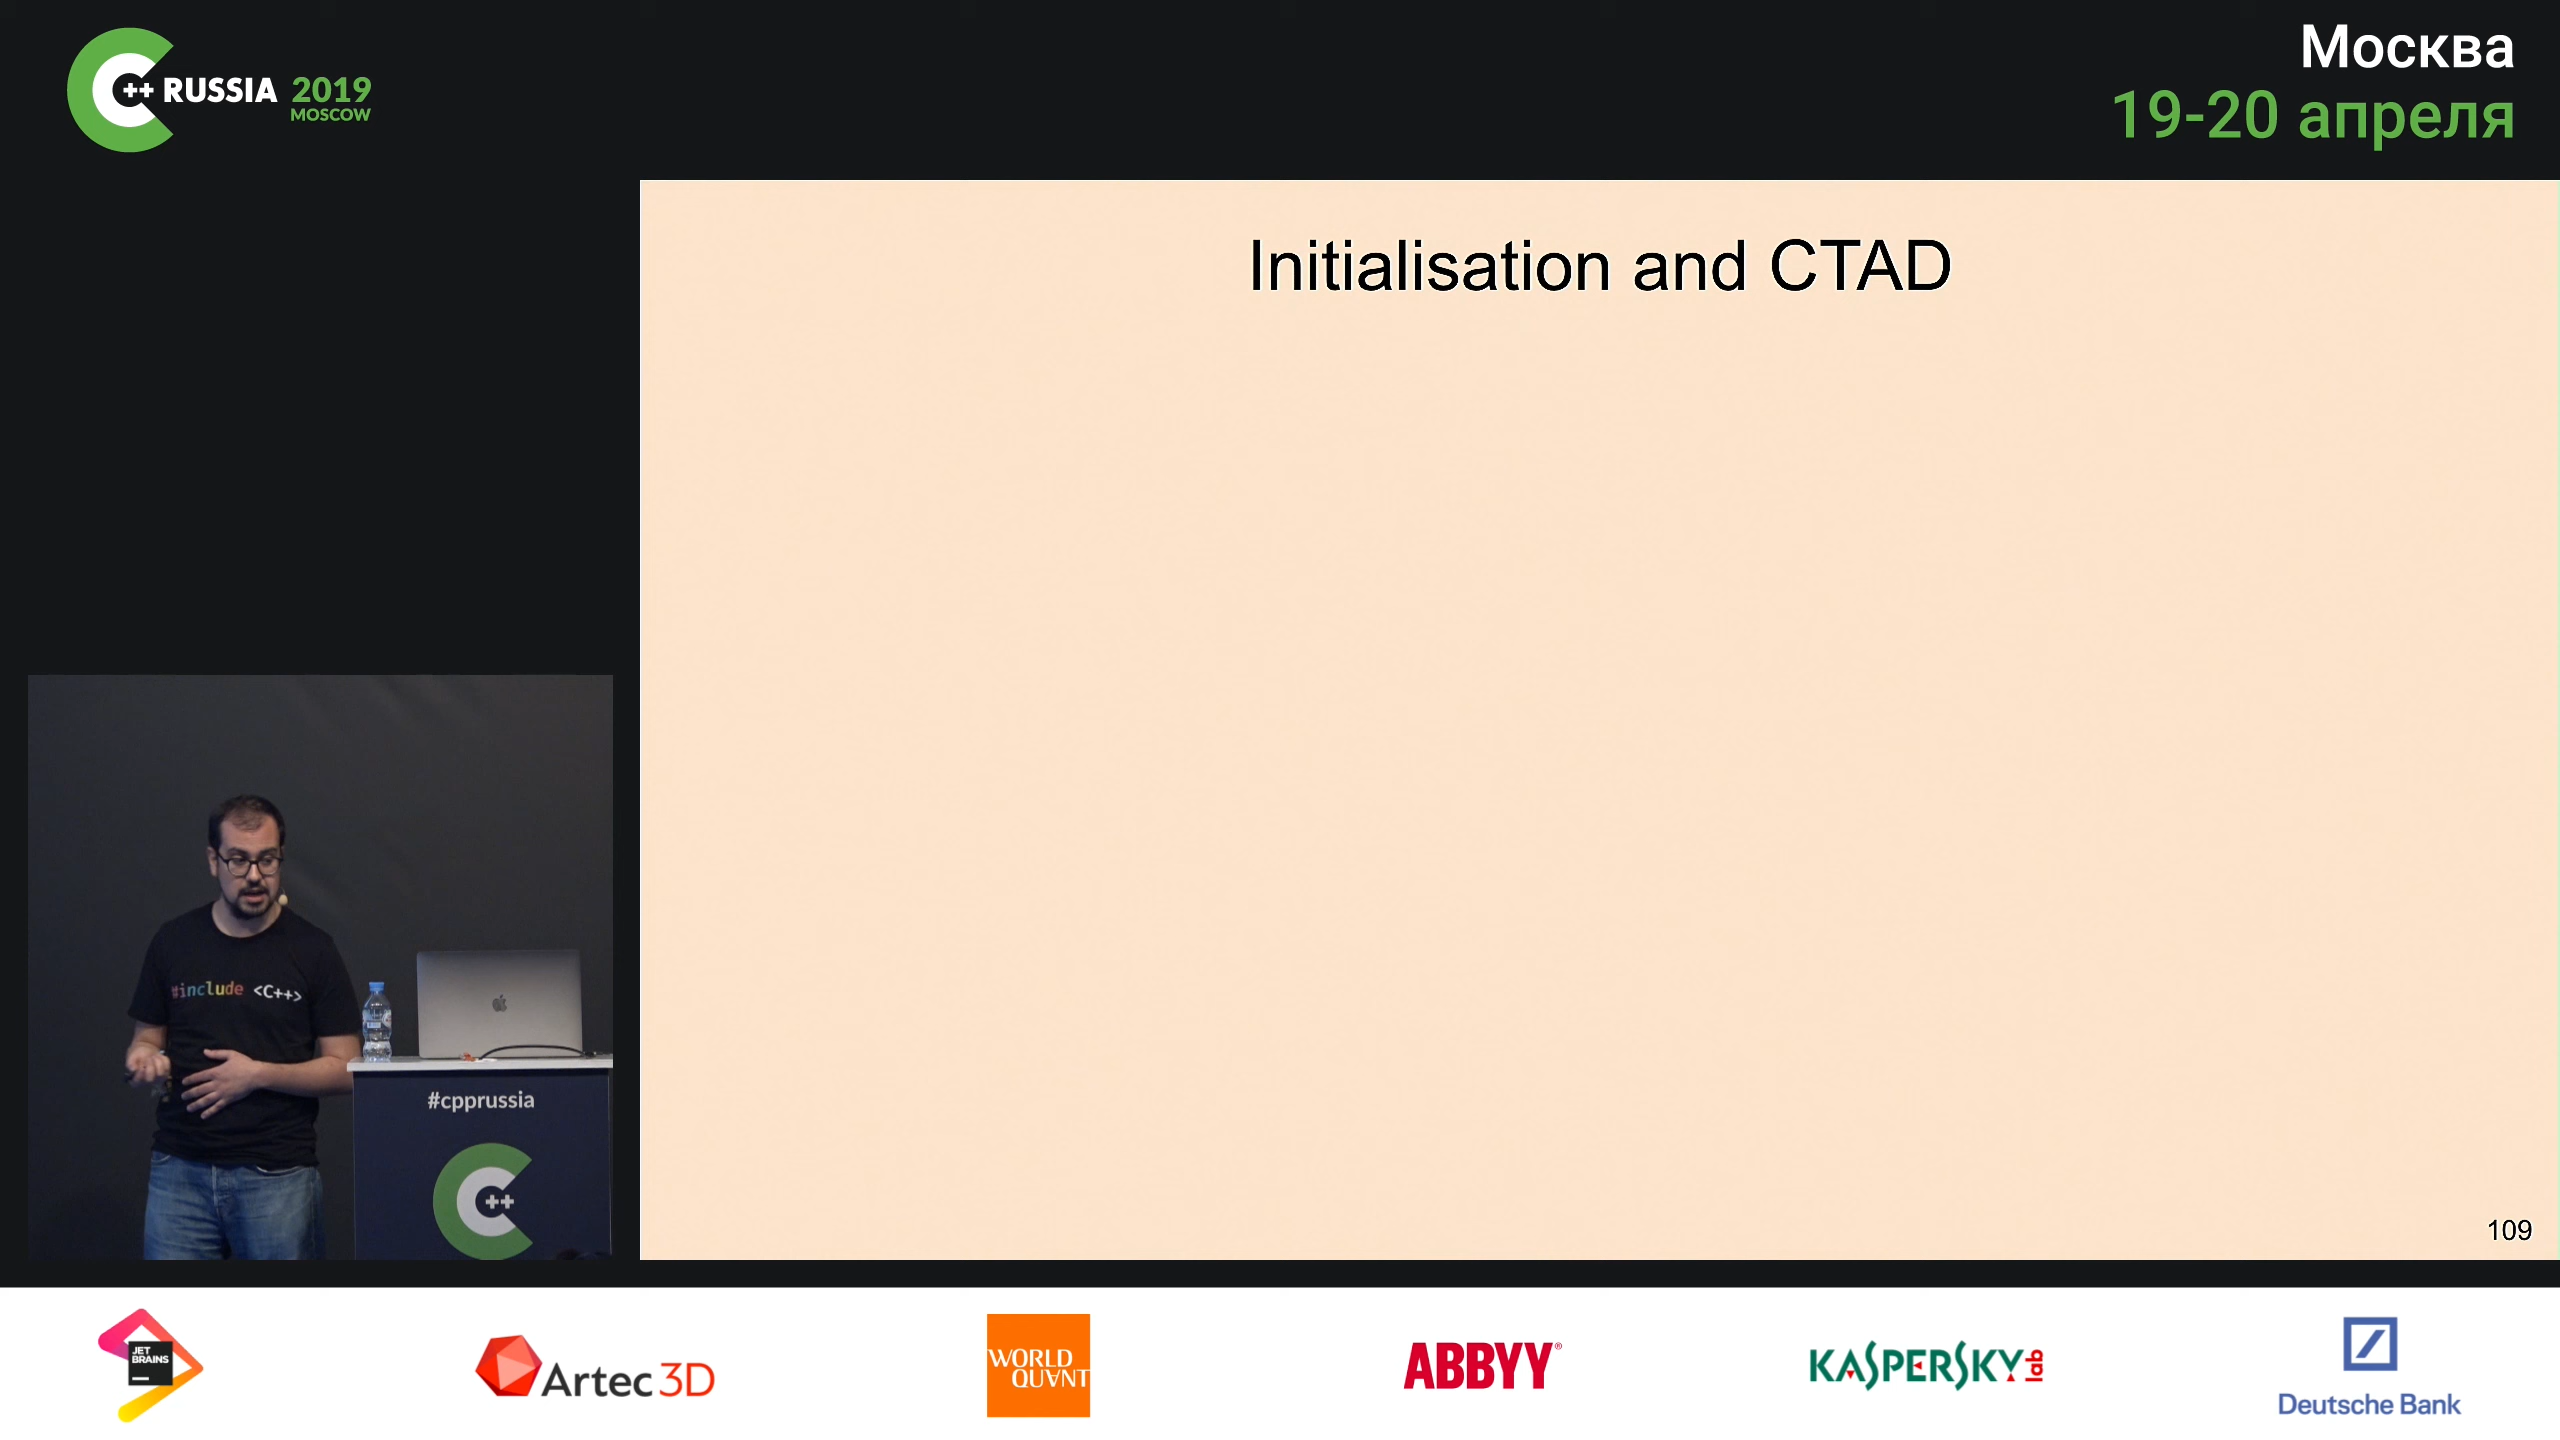 C++ RUSSIA 2019
MOSCOW
Москва
19-20 апреля
Initialisation and CTAD
#include <C++>
#cpprussia
C++
109
JET
BRAINS
Artec 3D
WORLD
QUANT
ABBYY®
KASPERSKY lab
Deutsche Bank